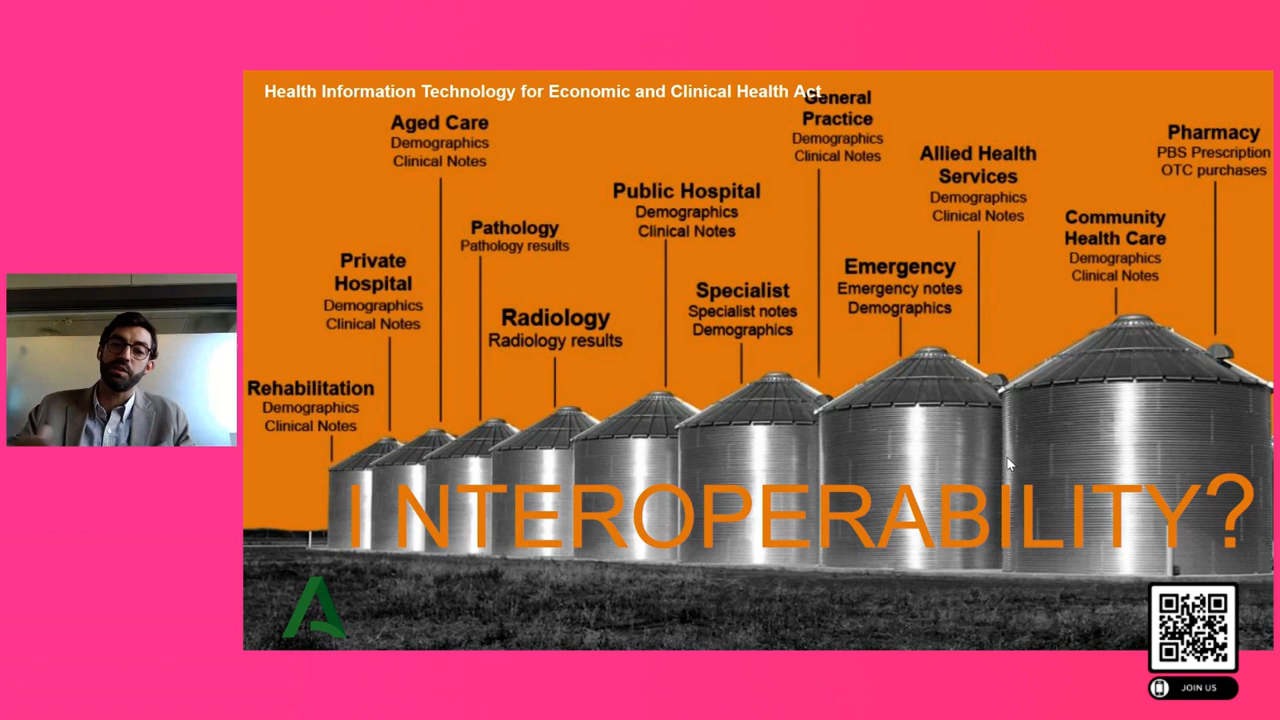 Health Information Technology for Economic and Clinical Health Act
General
Practice
Demographics
Clinical Notes
Aged Care
Demographics
Clinical Notes
Pharmacy
PBS Prescription
OTC purchases
Allied Health
Services
Demographics
Clinical Notes
Public Hospital
Demographics
Clinical Notes
Community
Health Care
Demographics
Clinical Notes
Pathology
Pathology results
Private
Hospital
Demographics
Clinical Notes
Emergency
Emergency notes
Demographics
Specialist
Specialist notes
Demographics
Radiology
Radiology results
Rehabilitation
Demographics
Clinical Notes
I NTEROPERABILITY?
JOIN US